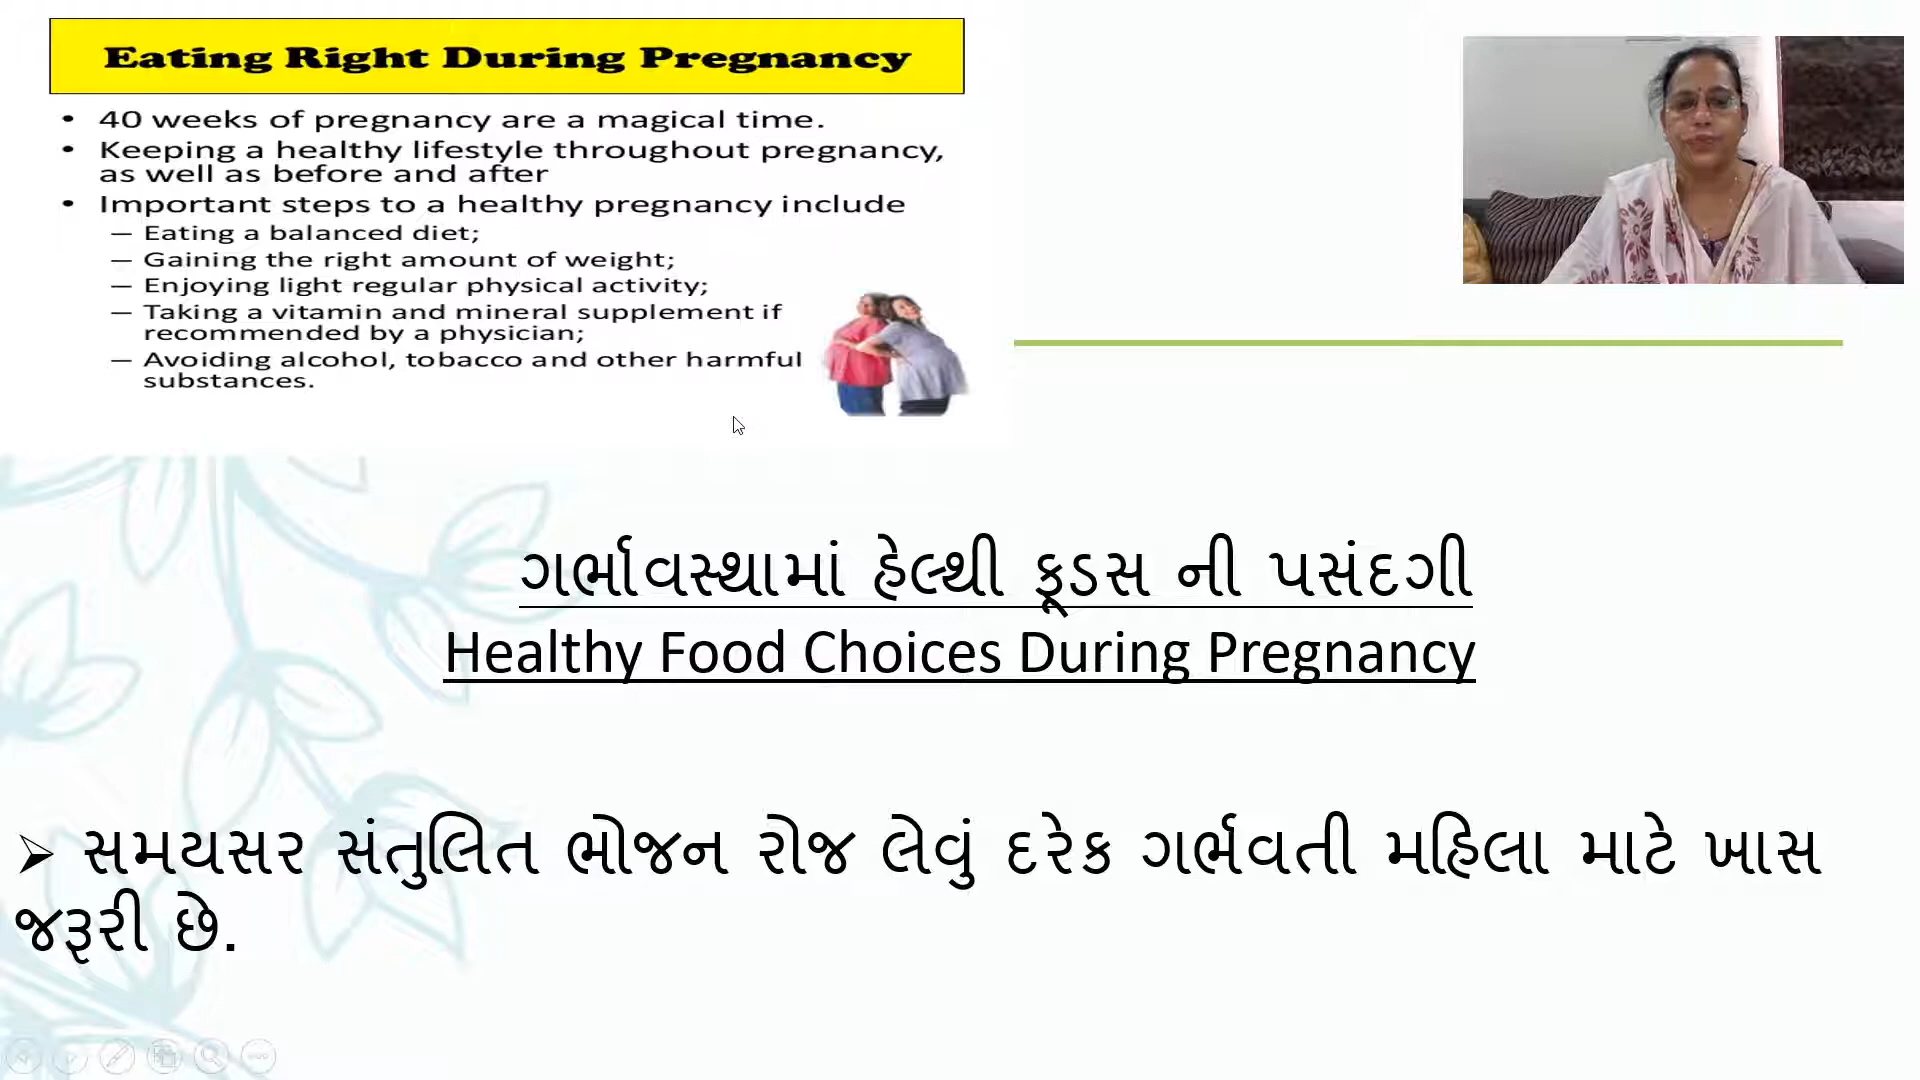 Eating Right During Pregnancy
• 40 weeks of pregnancy are a magical time.
• Keeping a healthy lifestyle throughout pregnancy,
as well as before and after
• Important steps to a healthy pregnancy include
– Eating a balanced diet;
– Gaining the right amount of weight;
– Enjoying light regular physical activity;
– Taking a vitamin and mineral supplement if
recommended by a physician;
– Avoiding alcohol, tobacco and other harmful
substances.
ગર્ભાવસ્થામાં હેલ્થી ફૂડસ ની પસંદગી
Healthy Food Choices During Pregnancy
➢ સમયસર સંતુલિત ભોજન રોજ લેવું દરેક ગર્ભવતી મહિલા માટે ખાસ
જરૂરી છે.